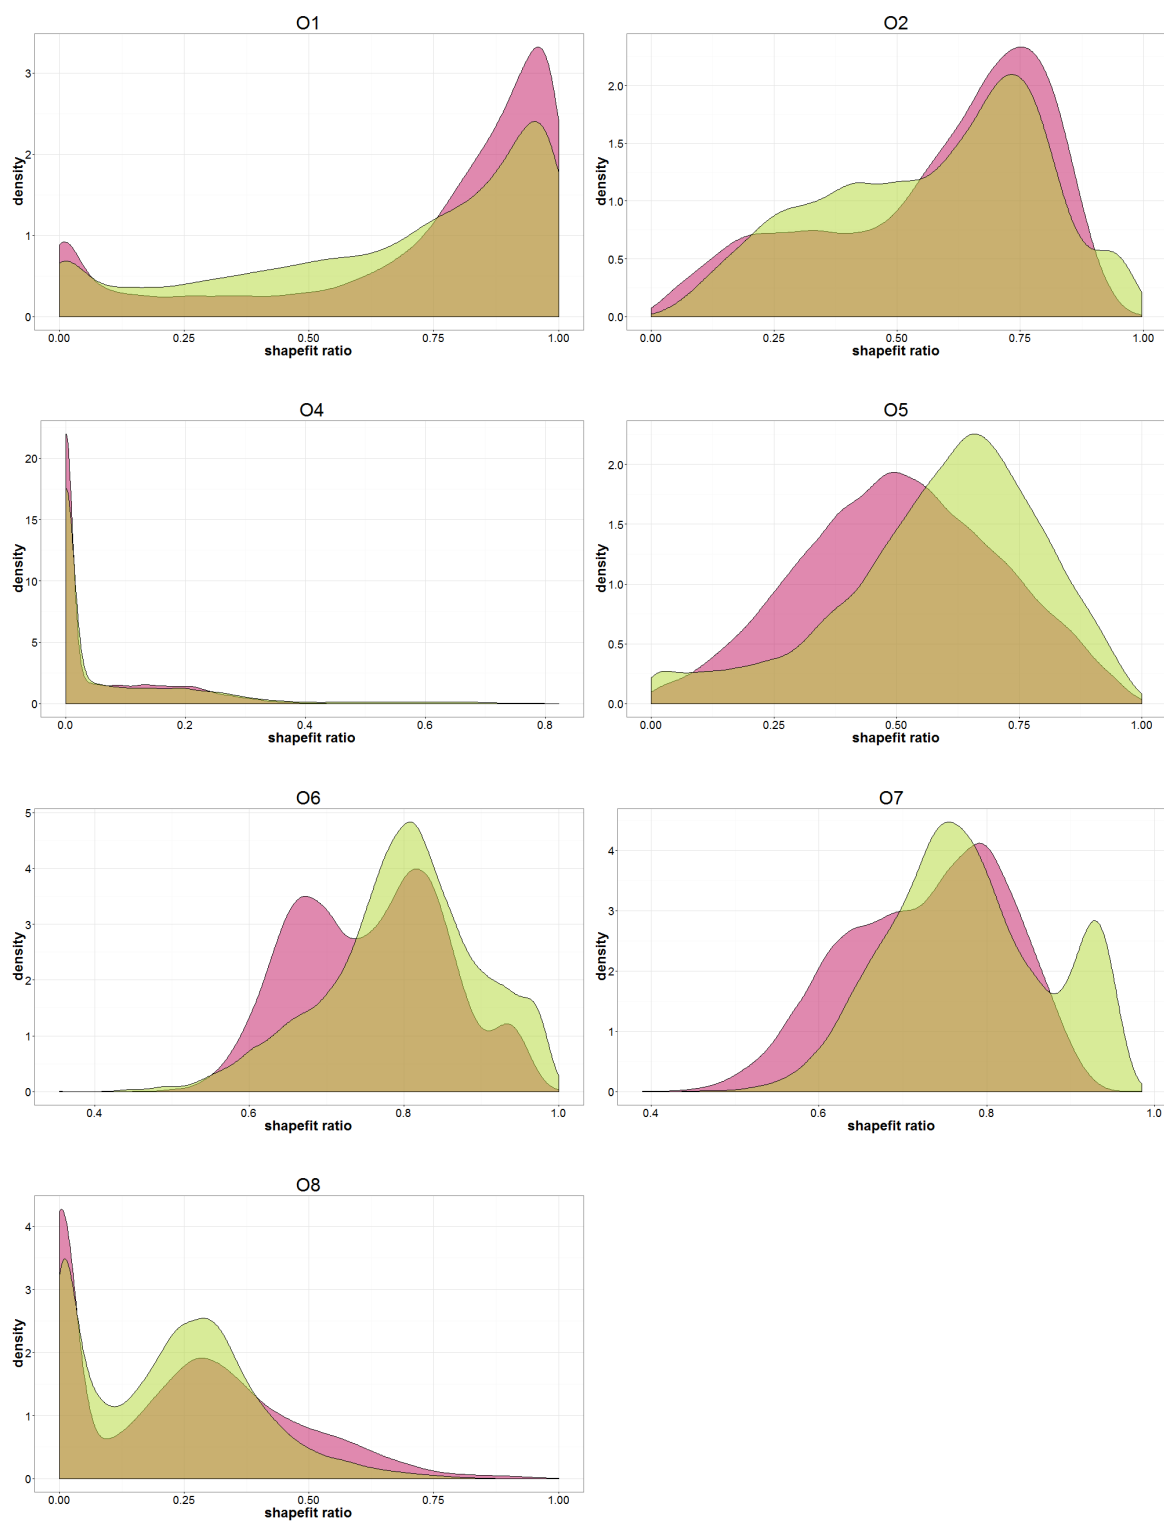 O1
density
3
2
1
0
0.00 0.25 0.50 0.75 1.00
shapefit ratio
O2
density
2.0
1.5
1.0
0.5
0.0
0.00 0.25 0.50 0.75 1.00
shapefit ratio
O4
density
20
15
10
5
0
0.0 0.2 0.4 0.6 0.8
shapefit ratio
O5
density
2.0
1.5
1.0
0.5
0.0
0.00 0.25 0.50 0.75 1.00
shapefit ratio
O6
density
5
4
3
2
1
0
0.4 0.6 0.8 1.0
shapefit ratio
O7
density
4
3
2
1
0
0.4 0.6 0.8 1.0
shapefit ratio
O8
density
4
3
2
1
0
0.00 0.25 0.50 0.75 1.00
shapefit ratio